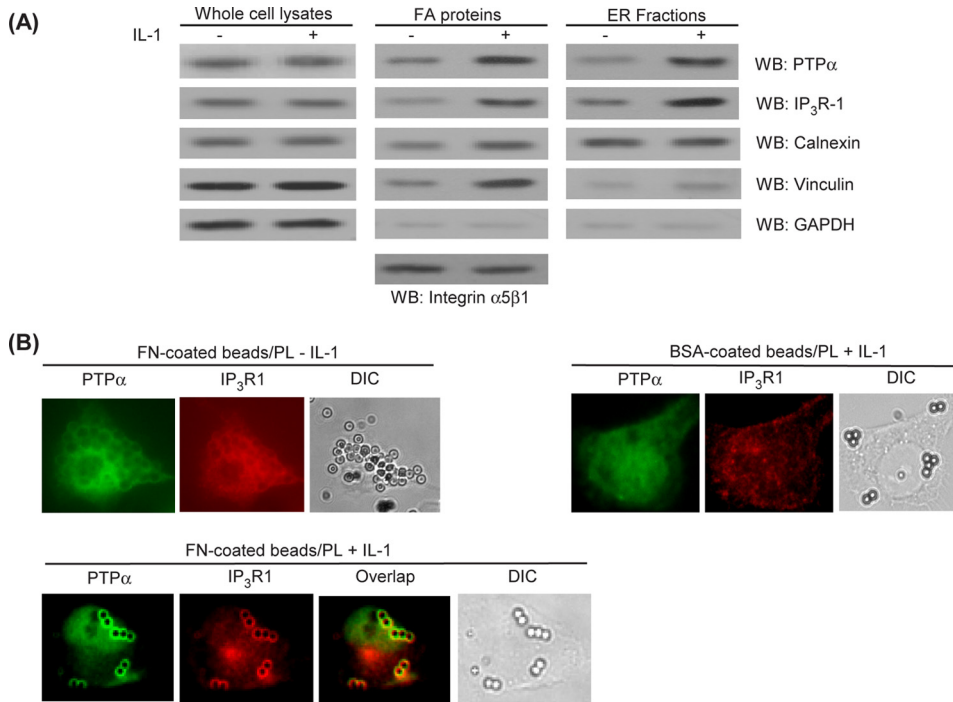 (A)
Whole cell lysates FA proteins ER Fractions
IL-1 - + - + - +
WB: PTPα
WB: IP₃R-1
WB: Calnexin
WB: Vinculin
WB: GAPDH
WB: Integrin α5β1
(B)
FN-coated beads/PL - IL-1
PTPα IP₃R1 DIC
BSA-coated beads/PL + IL-1
PTPα IP₃R1 DIC
FN-coated beads/PL + IL-1
PTPα IP₃R1 Overlap DIC